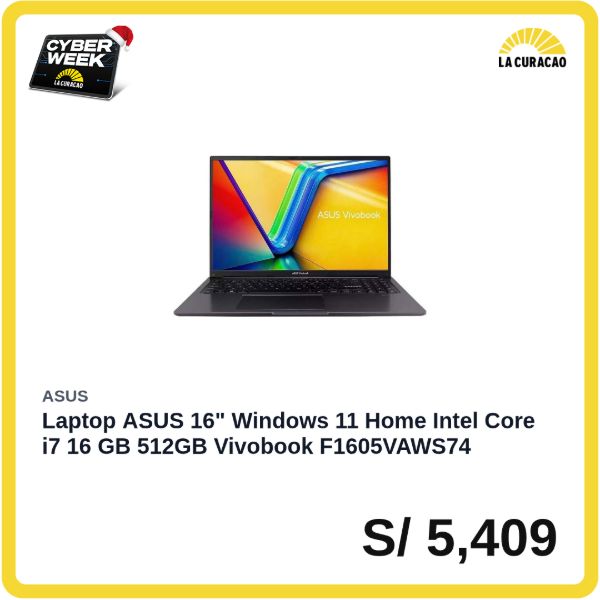 CYBER
WEEK
LA CURACAO
LA CURACAO
ASUS Vivobook
ASUS
Laptop ASUS 16" Windows 11 Home Intel Core
i7 16 GB 512GB Vivobook F1605VAWS74
S/ 5,409